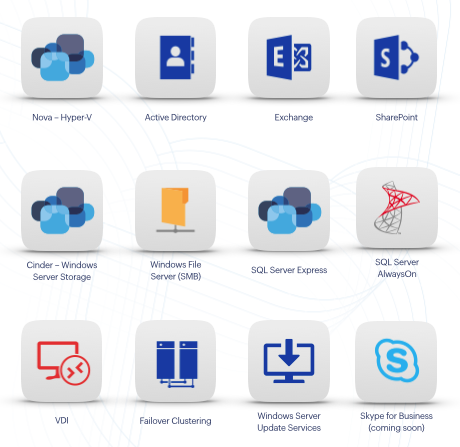 Nova – Hyper-V
Active Directory
E X
Exchange
S
SharePoint
Cinder – Windows
Server Storage
Windows File
Server (SMB)
SQL Server Express
SQL Server
AlwaysOn
VDI
Failover Clustering
Windows Server
Update Services
S
Skype for Business
(coming soon)